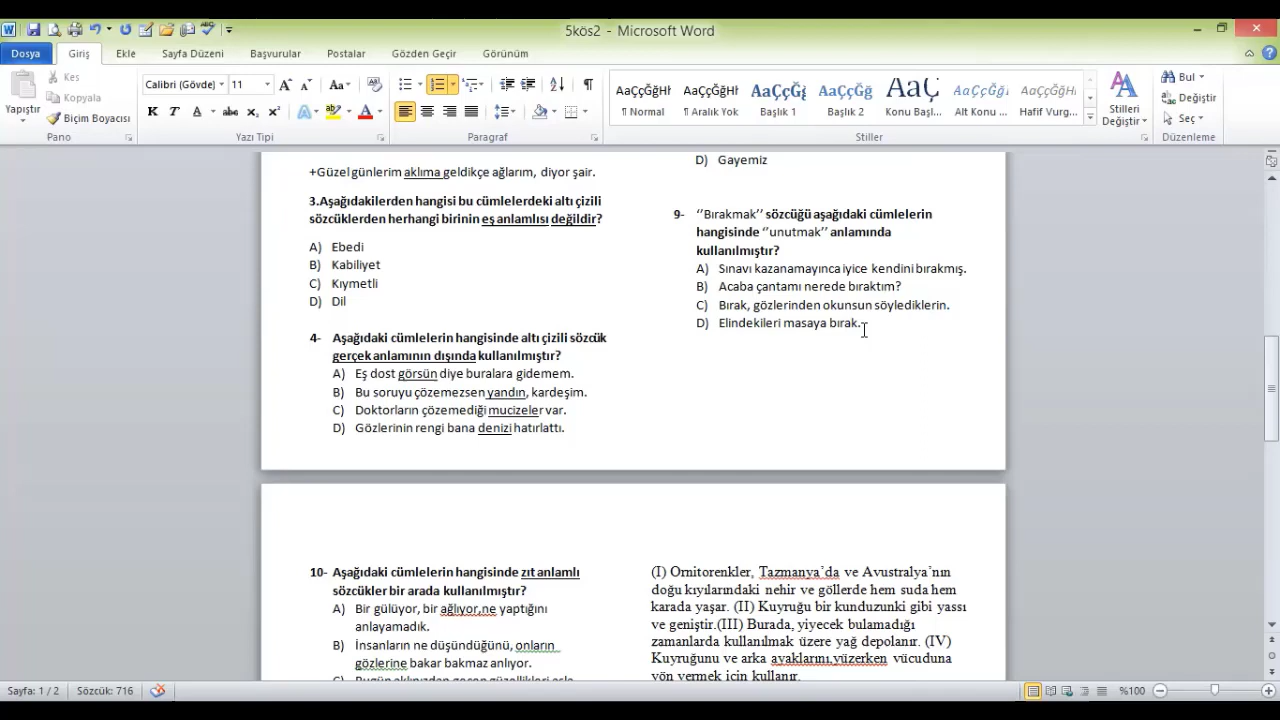 5kös2 - Microsoft Word
Dosya Giriş Ekle Sayfa Düzeni Başvurular Postalar Gözden Geçir Görünüm
Yapıştır
Kes
Kopyala
Biçim Boyacısı
Pano
Calibri (Gövde) 11
Yazı Tipi
Paragraf
AaÇçĞğHł AaÇçĞğHł AaÇçĞğ AaÇçĞğ AaÇ AaÇçĞğI AaÇçĞğHł
¶ Normal ¶ Aralık Yok Başlık 1 Başlık 2 Konu Başl... Alt Konu ... Hafif Vurg...
Stiller
Stilleri Değiştir
Bul
Değiştir
Seç
Düzenleme
+Güzel günlerim aklıma geldikçe ağlarım, diyor şair.
3.Aşağıdakilerden hangisi bu cümlelerdeki altı çizili
sözcüklerden herhangi birinin eş anlamlısı değildir?
A) Ebedi
B) Kabiliyet
C) Kıymetli
D) Dil
4- Aşağıdaki cümlelerin hangisinde altı çizili sözcük
gerçek anlamının dışında kullanılmıştır?
A) Eş dost görsün diye buralara gidemem.
B) Bu soruyu çözemezsen yandın, kardeşim.
C) Doktorların çözemediği mucizeler var.
D) Gözlerinin rengi bana denizi hatırlattı.
D) Gayemiz
9- ‘’Bırakmak’’ sözcüğü aşağıdaki cümlelerin
hangisinde ‘’unutmak’’ anlamında
kullanılmıştır?
A) Sınavı kazanamayınca iyice kendini bırakmış.
B) Acaba çantamı nerede bıraktım?
C) Bırak, gözlerinden okunsun söylediklerin.
D) Elindekileri masaya bırak.
10- Aşağıdaki cümlelerin hangisinde zıt anlamlı
sözcükler bir arada kullanılmıştır?
A) Bir gülüyor, bir ağlıyor,ne yaptığını
anlayamadık.
B) İnsanların ne düşündüğünü, onların
gözlerine bakar bakmaz anlıyor.
C) Bugün aklınızdan geçen güzellikleri asla
(I) Ornitorenkler, Tazmanya’da ve Avustralya’nın
doğu kıyılarındaki nehir ve göllerde hem suda hem
karada yaşar. (II) Kuyruğu bir kunduzunki gibi yassı
ve geniştir.(III) Burada, yiyecek bulamadığı
zamanlarda kullanılmak üzere yağ depolanır. (IV)
Kuyruğunu ve arka ayaklarını,yüzerken vücuduna
yön vermek için kullanır.
Sayfa: 1 / 2 Sözcük: 716 %100